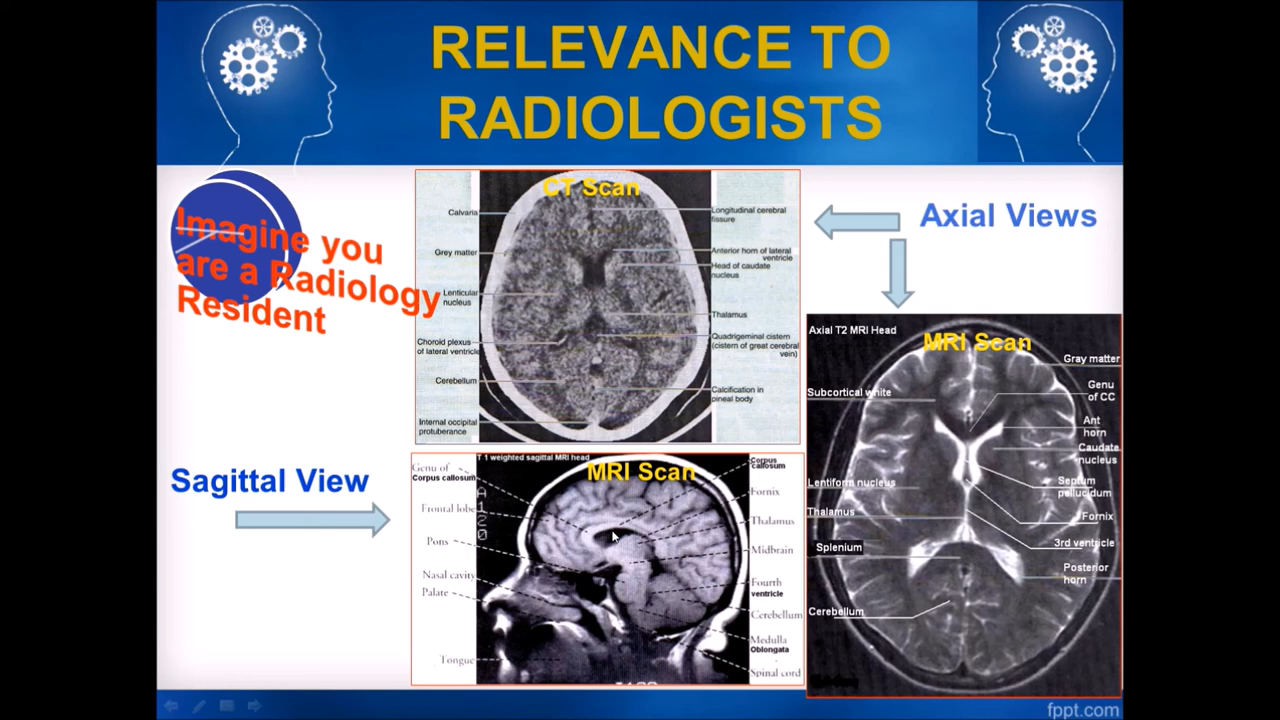 RELEVANCE TO
RADIOLOGISTS
Imagine you
are a Radiology
Resident
CT Scan
Calvaria
Grey matter
Lenticular
nucleus
Choroid plexus
of lateral ventricle
Cerebellum
Internal occipital
protuberance
Longitudinal cerebral
fissure
Anterior horn of lateral
ventricle
Head of caudate
nucleus
Thalamus
Quadrigeminal cistern
(cistern of great cerebral
vein)
Calcification in
pineal body
Axial Views
Sagittal View
T 1 weighted sagittal MRI head
MRI Scan
Genu of
Corpus callosum
Frontal lobe
Pons
Nasal cavity
Palate
Tongue
A
1
2
0
Corpus
callosum
Fornix
Thalamus
Midbrain
Fourth
ventricle
Cerebellum
Medulla
Oblongata
Spinal cord
Axial T2 MRI Head
MRI Scan
Subcortical white
Lentiform nucleus
Thalamus
Splenium
Cerebellum
Gray matter
Genu
of CC
Ant
horn
Caudate
nucleus
Septum
pellucidum
Fornix
3rd ventricle
Posterior
horn
fppt.com